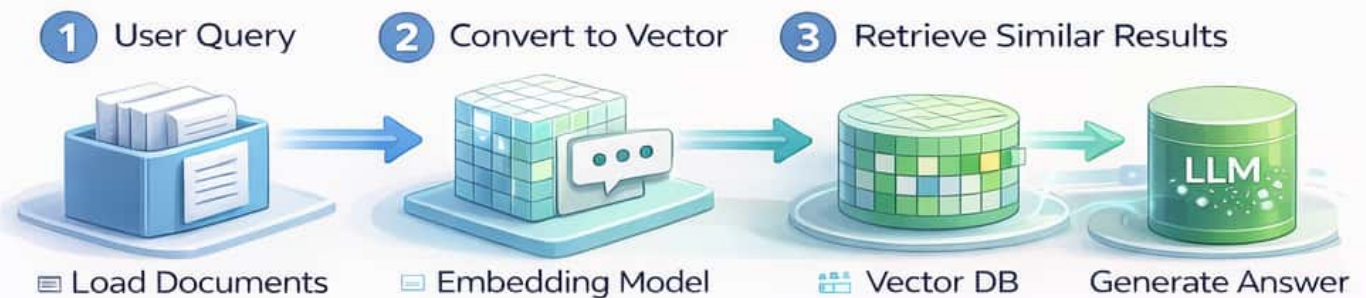 1 User Query
2 Convert to Vector
3 Retrieve Similar Results
LLM
Load Documents
Embedding Model
Vector DB
Generate Answer